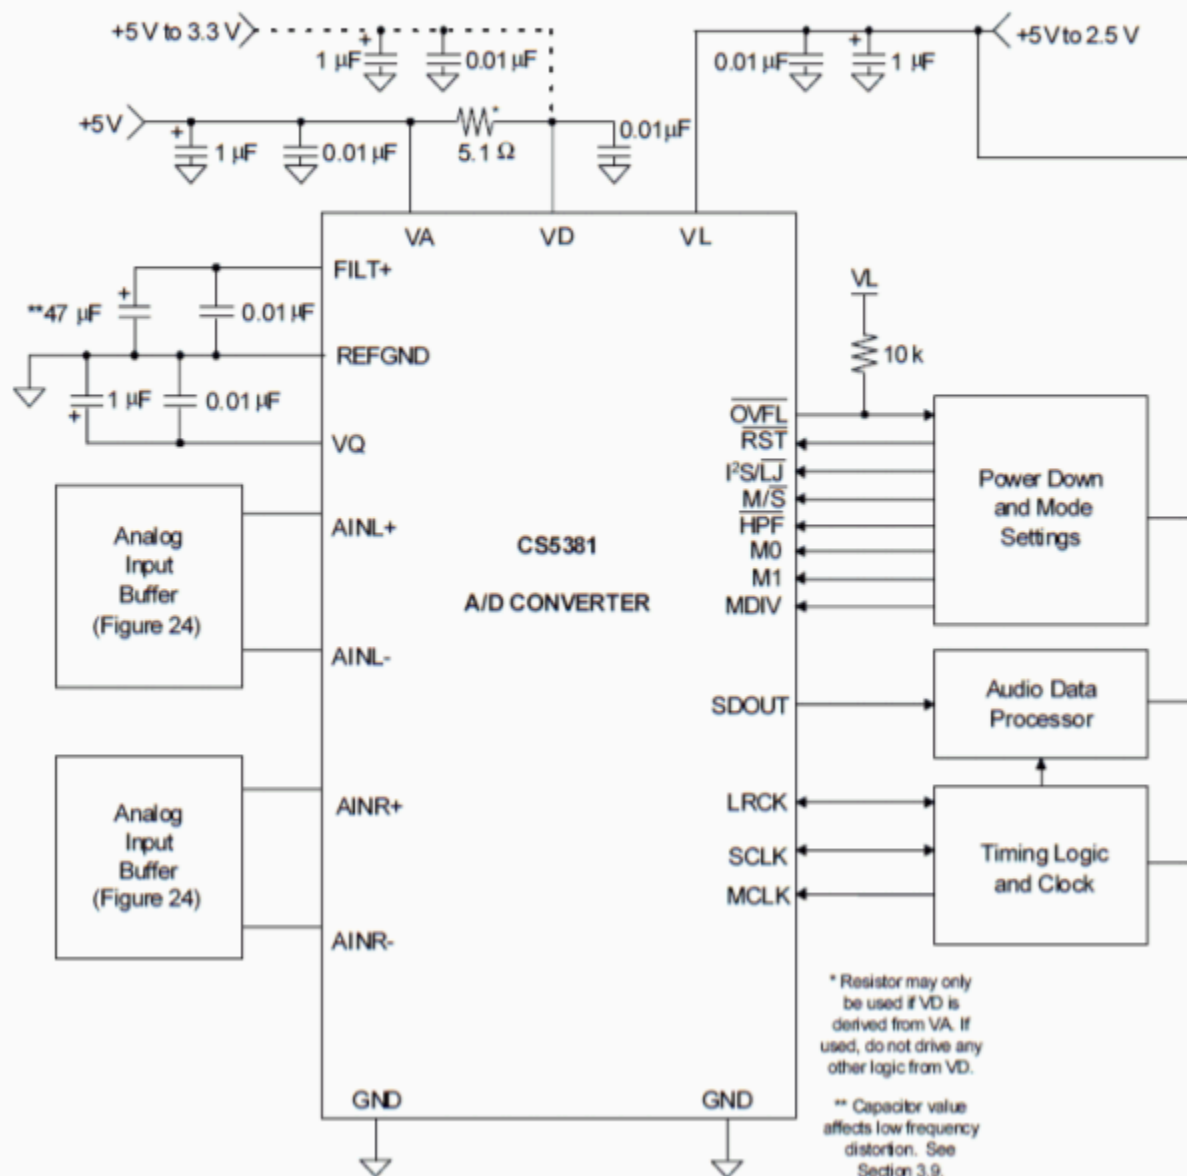 +5 V to 3.3 V
+
1 µF
0.01 µF
0.01 µF
+
1 µF
+5V to 2.5 V
+5V
+
1 µF
0.01 µF
*
5.1 Ω
0.01µF
VA
VD
VL
FILT+
+
**47 µF
0.01 µF
REFGND
+
1 µF
0.01 µF
VQ
VL
10 k
Analog
Input
Buffer
(Figure 24)
AINL+
AINL-
CS5381
A/D CONVERTER
OVFL
RST
I²S/LJ
M/S
HPF
M0
M1
MDIV
Power Down
and Mode
Settings
SDOUT
Audio Data
Processor
Analog
Input
Buffer
(Figure 24)
AINR+
AINR-
LRCK
SCLK
MCLK
Timing Logic
and Clock
* Resistor may only
be used if VD is
derived from VA. If
used, do not drive any
other logic from VD.
** Capacitor value
affects low frequency
distortion. See
Section 3.9.
GND
GND